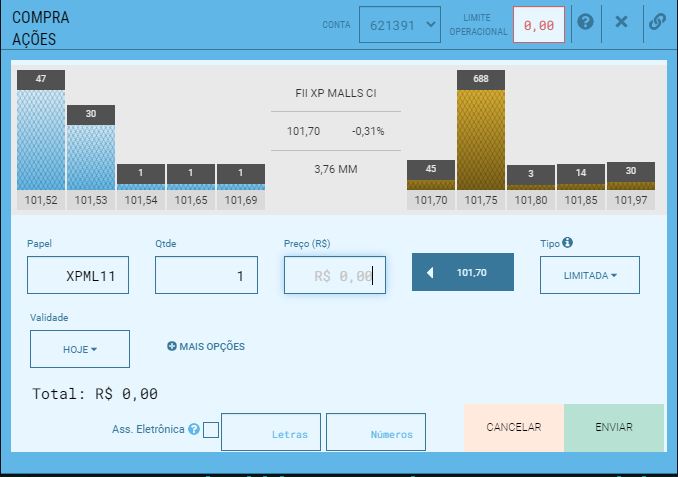 COMPRA
AÇÕES
CONTA
621391
LIMITE
OPERACIONAL
0,00
47
30
1
1
1
101,52
101,53
101,54
101,65
101,69
FII XP MALLS CI
101,70
-0,31%
3,76 MM
45
688
3
14
30
101,70
101,75
101,80
101,85
101,97
Papel
Qtde
Preço (R$)
Tipo
XPML11
1
R$ 0,00
101,70
LIMITADA
Validade
HOJE
MAIS OPÇÕES
Total: R$ 0,00
Ass. Eletrônica
Letras
Números
CANCELAR
ENVIAR